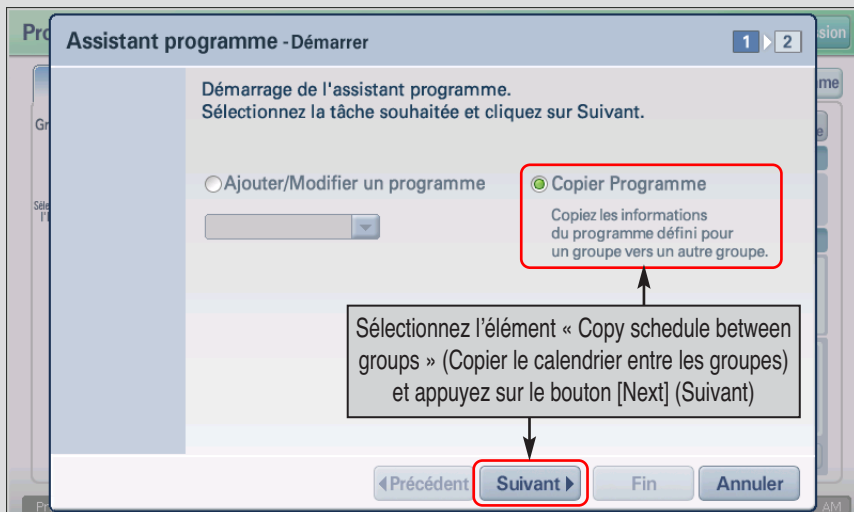 Assistant programme - Démarrer
1 2
Démarrage de l'assistant programme.
Sélectionnez la tâche souhaitée et cliquez sur Suivant.
Ajouter/Modifier un programme
Copier Programme
Copiez les informations
du programme défini pour
un groupe vers un autre groupe.
Sélectionnez l’élément « Copy schedule between
groups » (Copier le calendrier entre les groupes)
et appuyez sur le bouton [Next] (Suivant)
Précédent Suivant Fin Annuler
AM